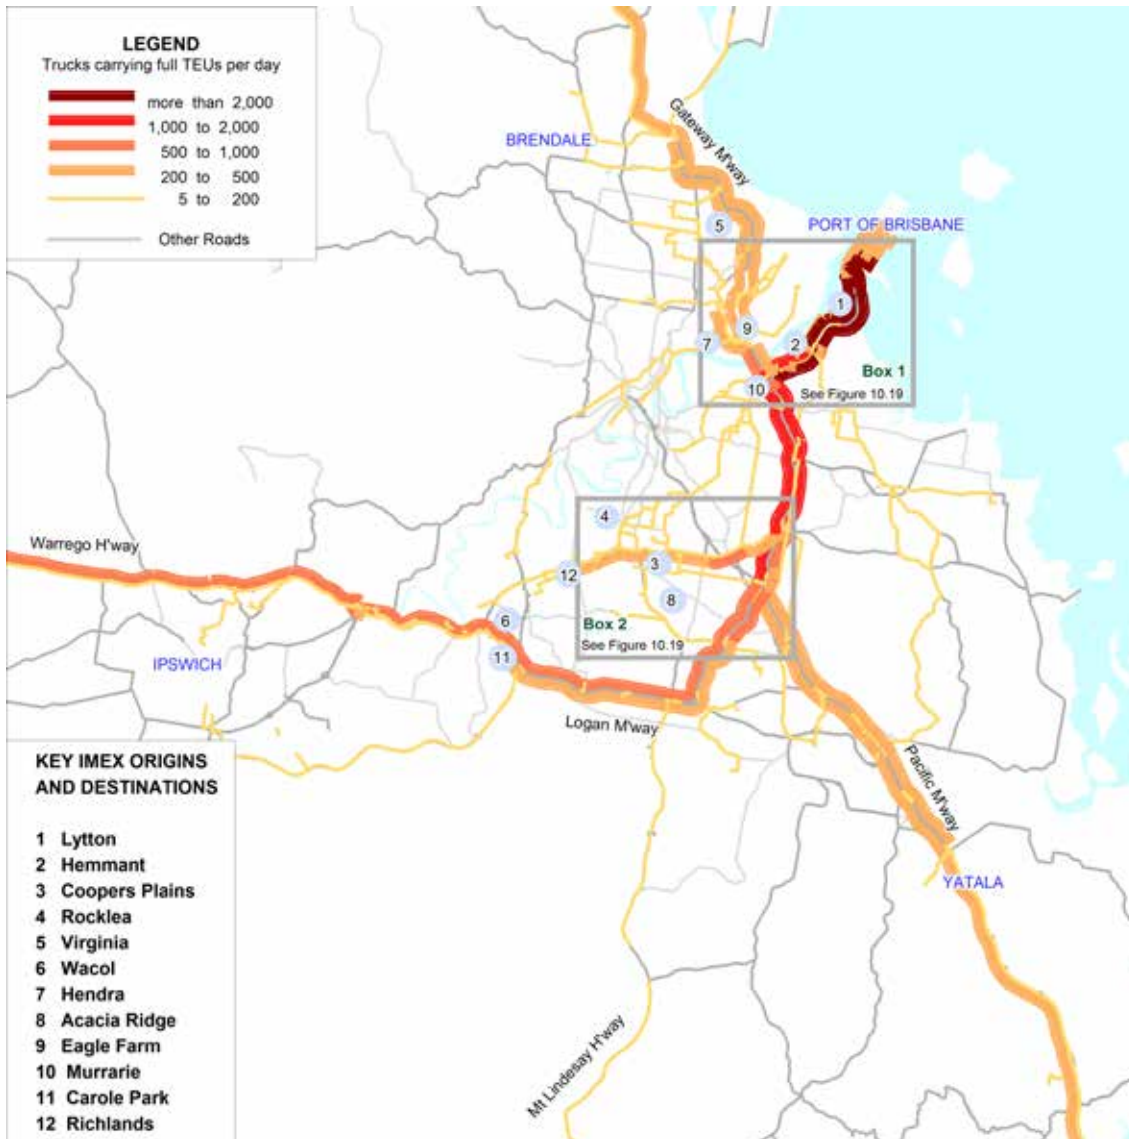 LEGEND
Trucks carrying full TEUs per day
more than 2,000
1,000 to 2,000
500 to 1,000
200 to 500
5 to 200
Other Roads
Gateway M'way
BRENDALE
5
PORT OF BRISBANE
1
9
7
2
Box 1
10
See Figure 10.19
4
Warrego H'way
3
12
8
6
Box 2
See Figure 10.19
11
IPSWICH
Logan M'way
Pacific M'way
YATALA
Mt Lindesay H'way
KEY IMEX ORIGINS
AND DESTINATIONS
1 Lytton
2 Hemmant
3 Coopers Plains
4 Rocklea
5 Virginia
6 Wacol
7 Hendra
8 Acacia Ridge
9 Eagle Farm
10 Murrarie
11 Carole Park
12 Richlands